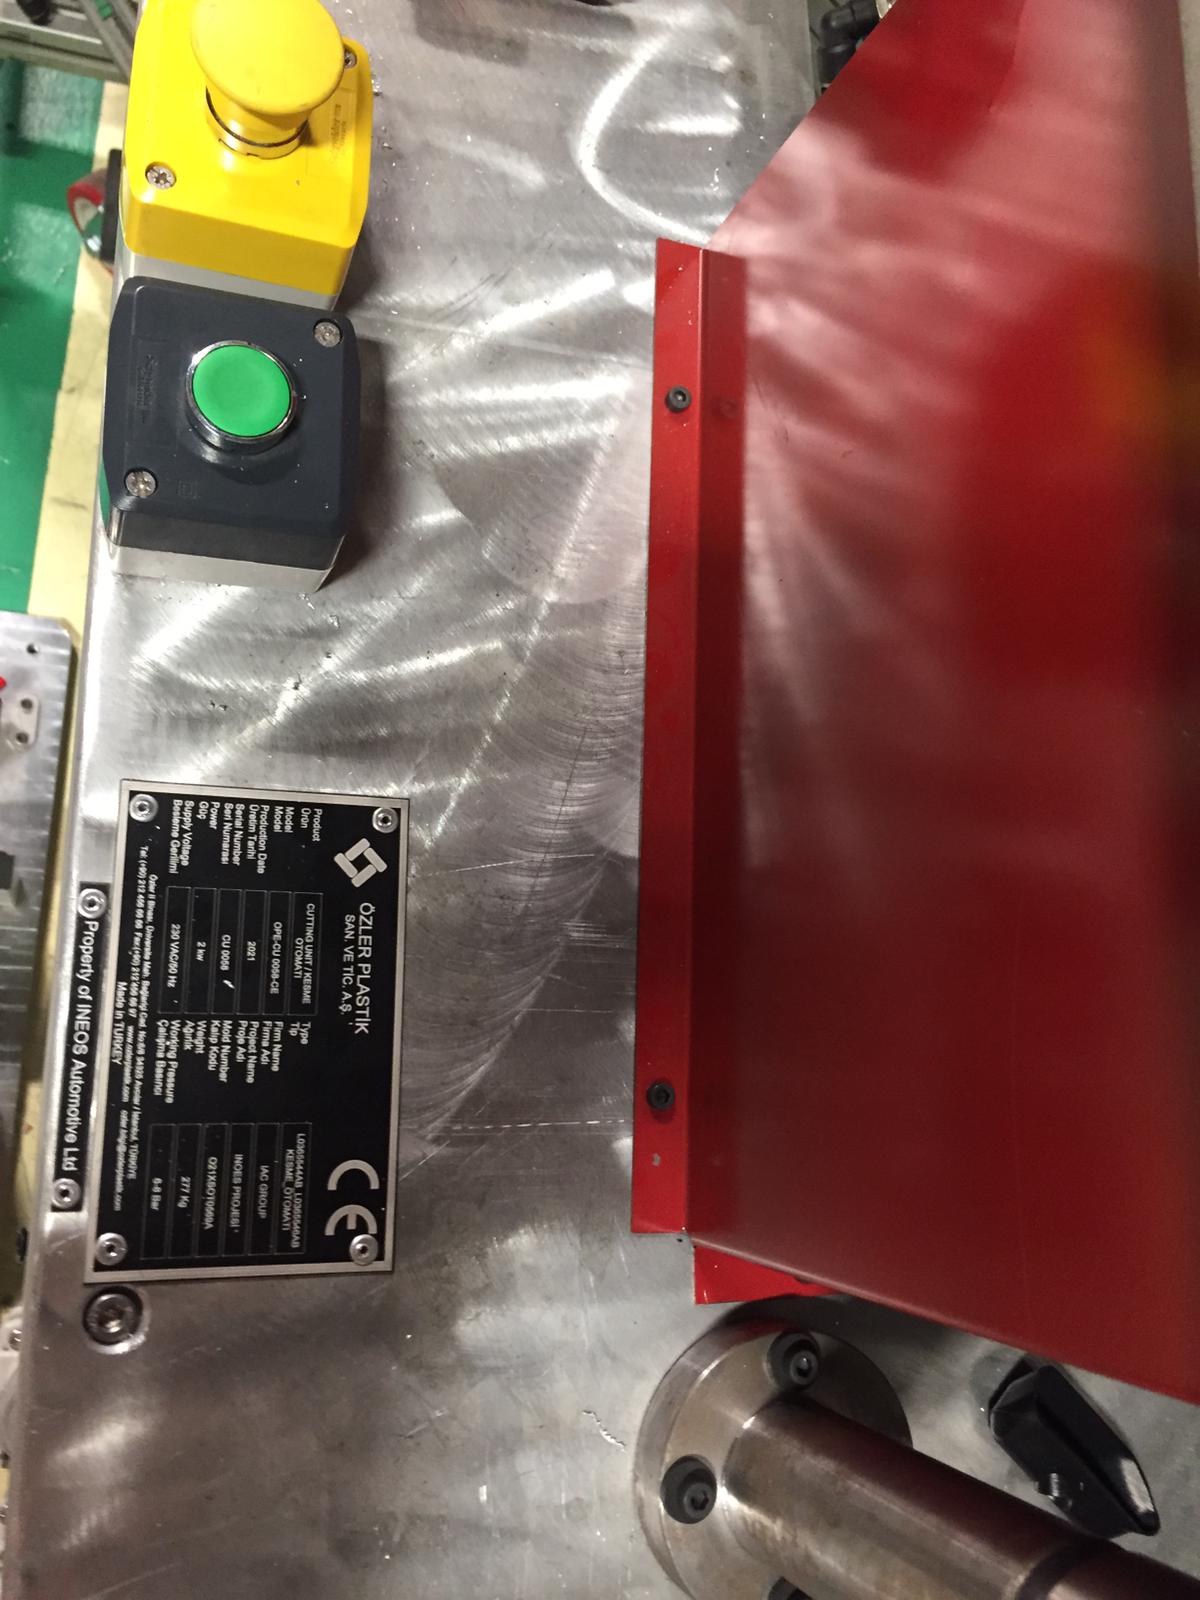 ÖZLER PLASTİK
SAN. VE TİC. A.Ş.
CE
Product
Ürün
CUTTING UNIT / KESME
OTOMATI
Type
Tip
L0365544AB_L0365546AB
KESME_OTOMATI
Model
Model
OPE-CU 0058-CE
Firm Name
Firma Adı
IAC GROUP
Production Date
Üretim Tarihi
2021
Project Name
Proje Adı
INOES PROJESİ
Serial Number
Seri Numarası
CU 0058
Mold Number
Kalıp Kodu
O21XSOT0569A
Power
Güç
2 kw
Weight
Ağırlık
277 Kg
Supply Voltage
Besleme Gerilimi
230 VAC/50 Hz
Working Pressure
Çalışma Basıncı
6-8 Bar
Özler II Binası, Üniversite Mah. Bağlariçi Cad. No:6/8 34325 Avcılar / İstanbul, TÜRKİYE
Tel: (+90) 212 456 66 66 Fax:(+90) 212 456 66 97 www.ozlerplastik.com ozler.bilgi@ozlerplastik.com
Made in TURKEY
Property of INEOS Automotive Ltd